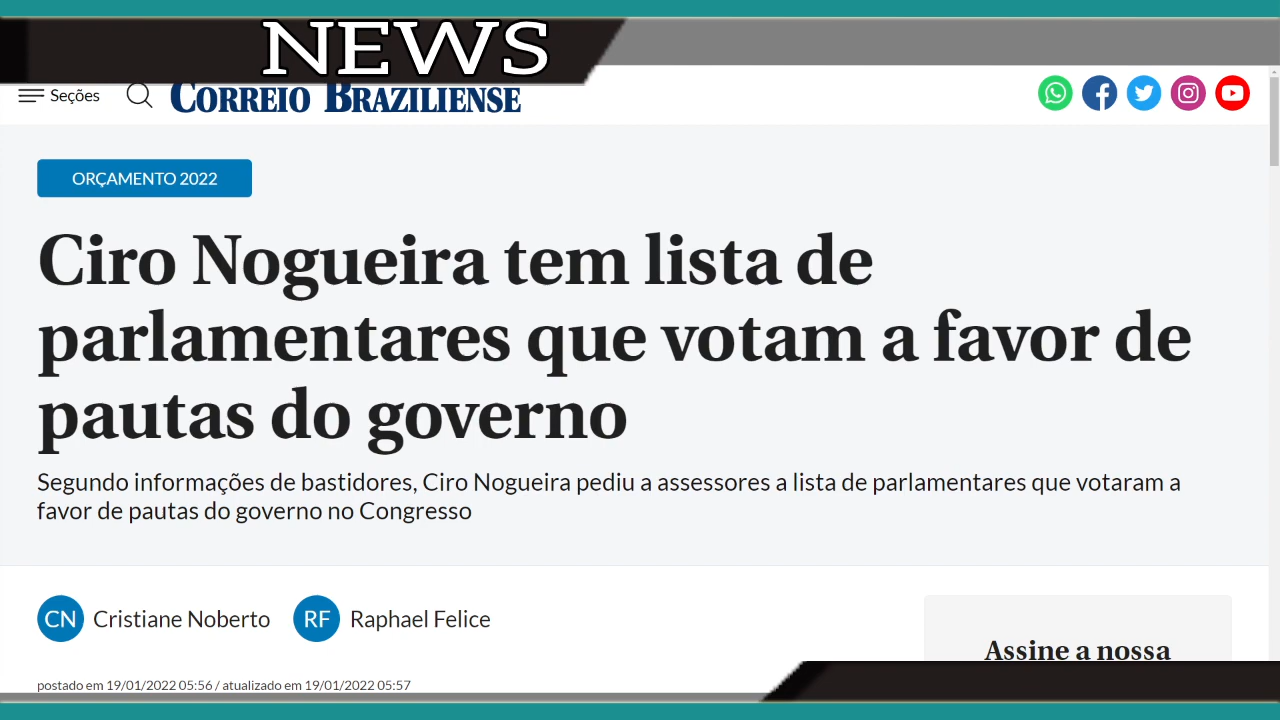 NEWS
Seções
CORREIO BRAZILIENSE
ORÇAMENTO 2022
Ciro Nogueira tem lista de
parlamentares que votam a favor de
pautas do governo
Segundo informações de bastidores, Ciro Nogueira pediu a assessores a lista de parlamentares que votaram a
favor de pautas do governo no Congresso
CN Cristiane Noberto RF Raphael Felice
Assine a nossa
postado em 19/01/2022 05:56 / atualizado em 19/01/2022 05:57